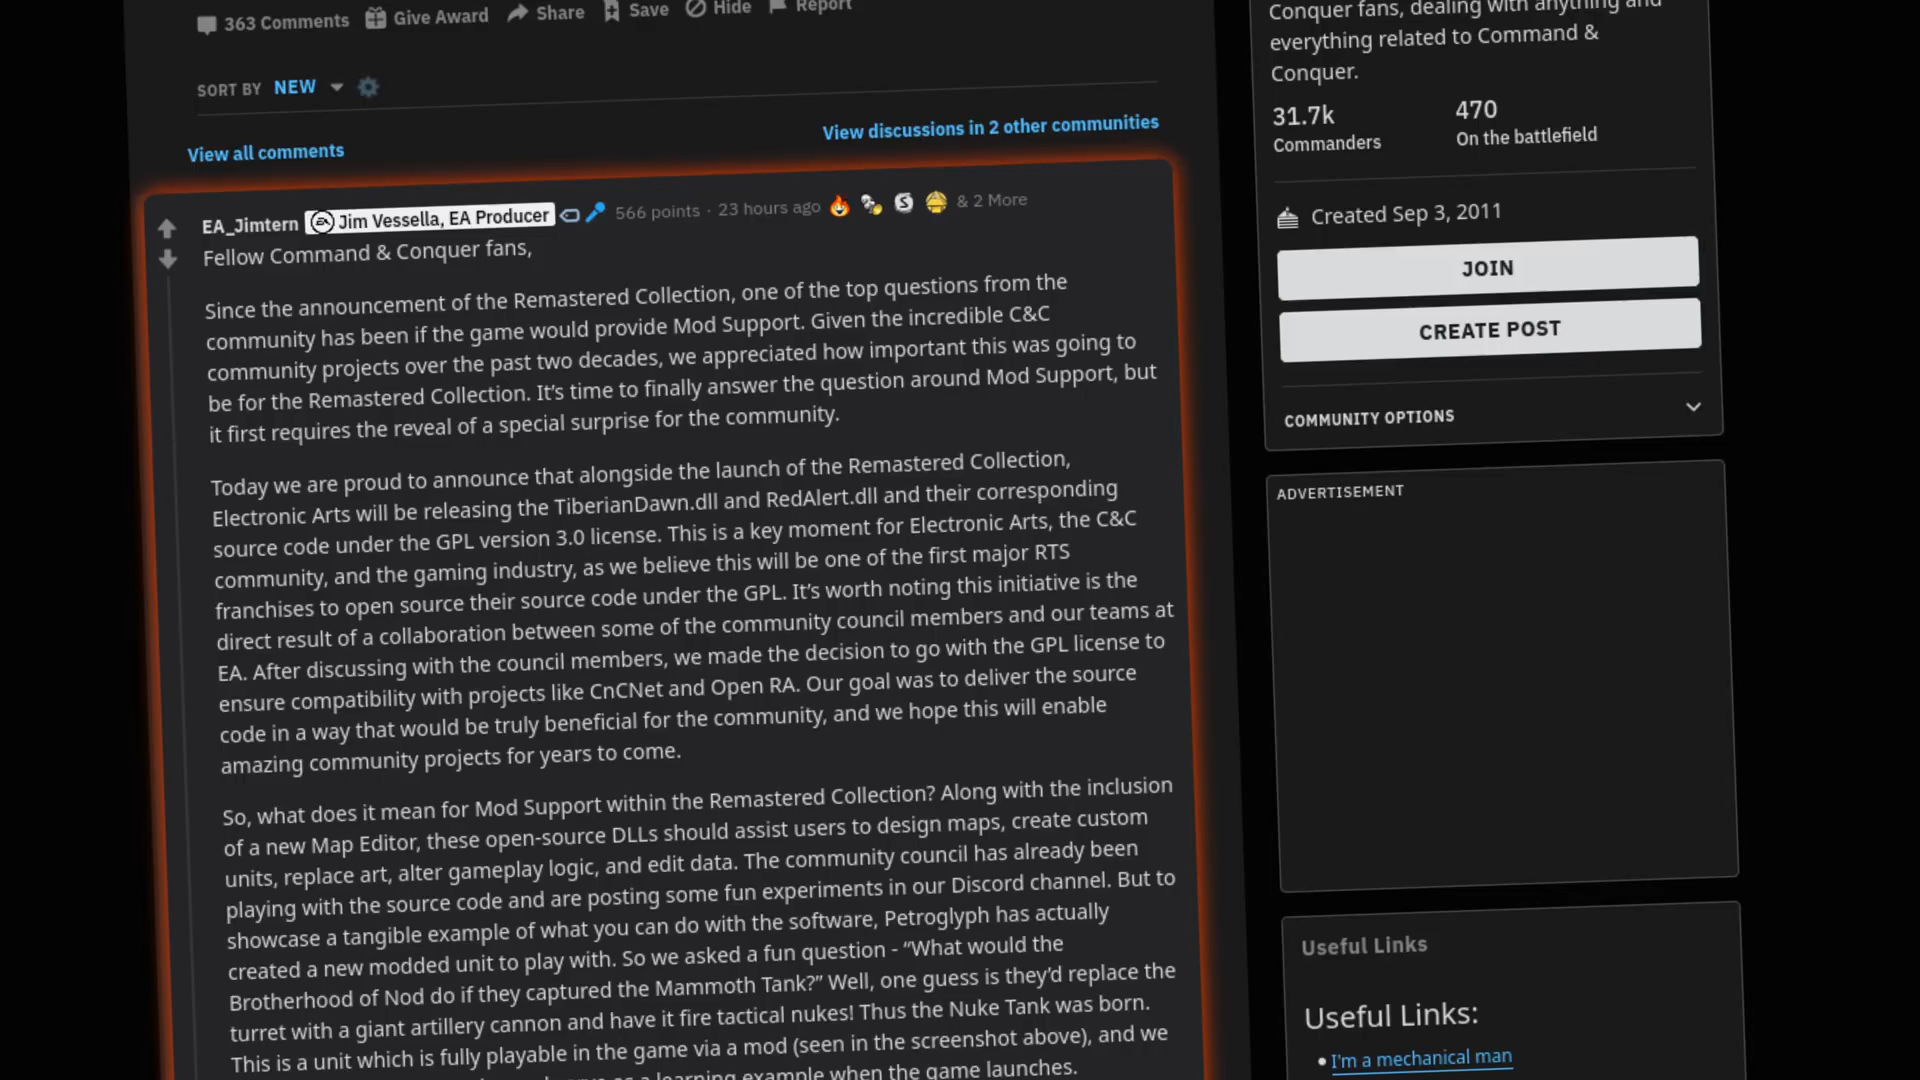 363 Comments Give Award Share Save Hide Report
SORT BY NEW
View discussions in 2 other communities
View all comments
EA_Jimtern EA Jim Vessella, EA Producer 566 points · 23 hours ago S & 2 More
Fellow Command & Conquer fans,
Since the announcement of the Remastered Collection, one of the top questions from the
community has been if the game would provide Mod Support. Given the incredible C&C
community projects over the past two decades, we appreciated how important this was going to
be for the Remastered Collection. It’s time to finally answer the question around Mod Support, but
it first requires the reveal of a special surprise for the community.
Today we are proud to announce that alongside the launch of the Remastered Collection,
Electronic Arts will be releasing the TiberianDawn.dll and RedAlert.dll and their corresponding
source code under the GPL version 3.0 license. This is a key moment for Electronic Arts, the C&C
community, and the gaming industry, as we believe this will be one of the first major RTS
franchises to open source their source code under the GPL. It’s worth noting this initiative is the
direct result of a collaboration between some of the community council members and our teams at
EA. After discussing with the council members, we made the decision to go with the GPL license to
ensure compatibility with projects like CnCNet and Open RA. Our goal was to deliver the source
code in a way that would be truly beneficial for the community, and we hope this will enable
amazing community projects for years to come.
So, what does it mean for Mod Support within the Remastered Collection? Along with the inclusion
of a new Map Editor, these open-source DLLs should assist users to design maps, create custom
units, replace art, alter gameplay logic, and edit data. The community council has already been
playing with the source code and are posting some fun experiments in our Discord channel. But to
showcase a tangible example of what you can do with the software, Petroglyph has actually
created a new modded unit to play with. So we asked a fun question - “What would the
Brotherhood of Nod do if they captured the Mammoth Tank?” Well, one guess is they’d replace the
turret with a giant artillery cannon and have it fire tactical nukes! Thus the Nuke Tank was born.
This is a unit which is fully playable in the game via a mod (seen in the screenshot above), and we
a learning example when the game launches.
Conquer fans, dealing with anything and
everything related to Command &
Conquer.
31.7k 470
Commanders On the battlefield
Created Sep 3, 2011
JOIN
CREATE POST
COMMUNITY OPTIONS
ADVERTISEMENT
Useful Links
Useful Links:
• I'm a mechanical man